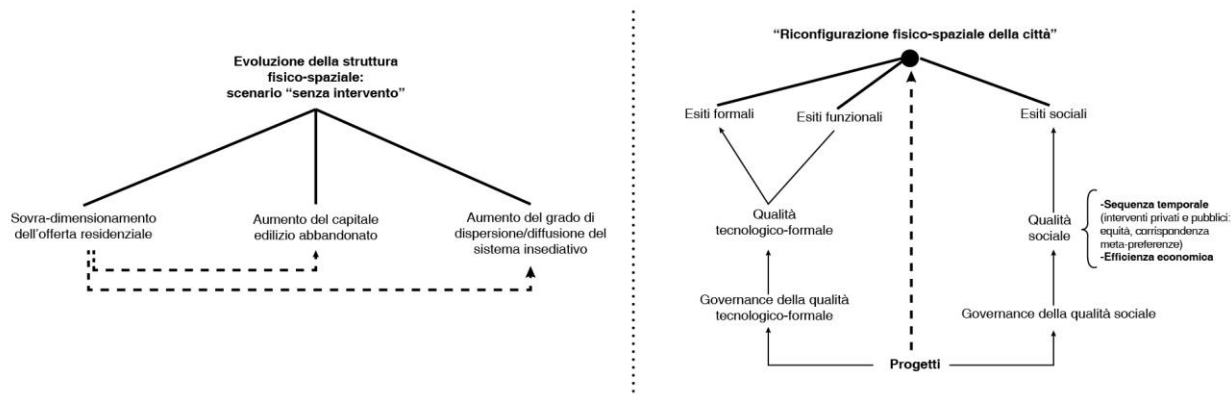 Evoluzione della struttura
fisico-spaziale:
scenario “senza intervento”
Sovra-dimensionamento
dell’offerta residenziale
Aumento del capitale
edilizio abbandonato
Aumento del grado di
dispersione/diffusione del
sistema insediativo
“Riconfigurazione fisico-spaziale della città”
Esiti formali
Esiti funzionali
Esiti sociali
Qualità
tecnologico-formale
Qualità
sociale
-Sequenza temporale
(interventi privati e pubblici:
equità, corrispondenza
meta-preferenze)
-Efficienza economica
Governance della qualità
tecnologico-formale
Governance della qualità sociale
Progetti